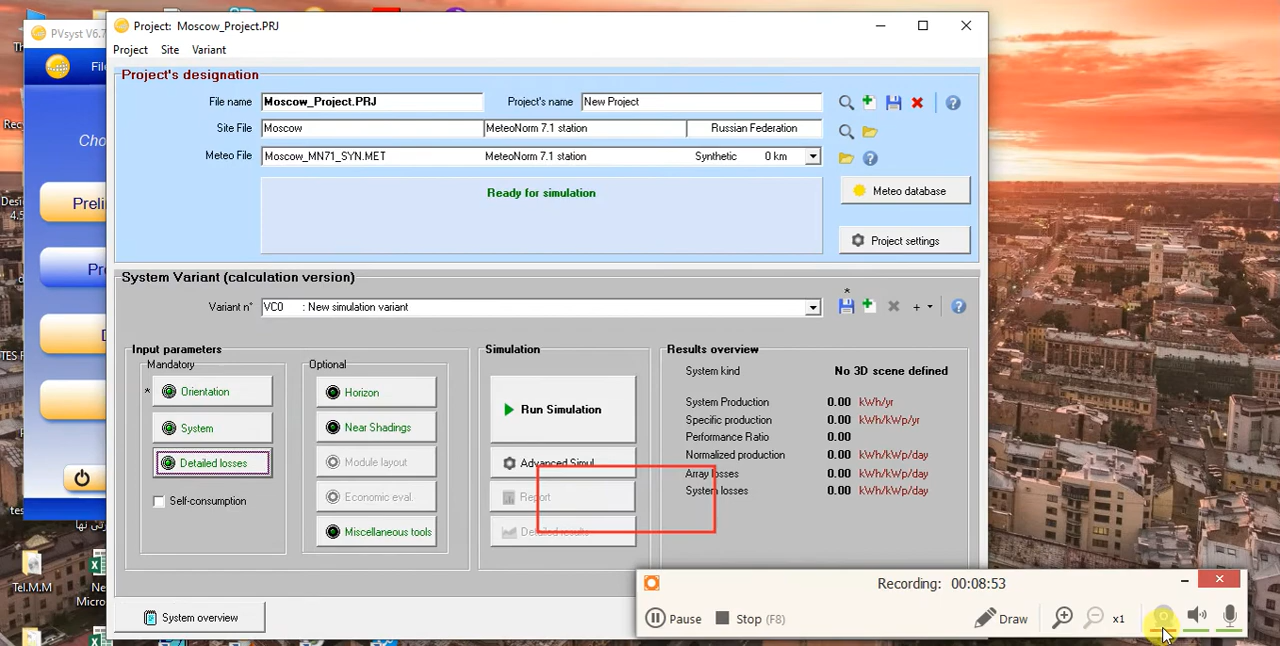 PVsyst V6.7
Project: Moscow_Project.PRJ
Project Site Variant
Project's designation
File name Moscow_Project.PRJ Project's name New Project
Site File Moscow MeteoNorm 7.1 station Russian Federation
Meteo File Moscow_MN71_SYN.MET MeteoNorm 7.1 station Synthetic 0 km
Ready for simulation
Meteo database
Project settings
System Variant (calculation version)
Variant n° VC0 : New simulation variant
Input parameters
Mandatory
* Orientation
System
Detailed losses
Self-consumption
Optional
Horizon
Near Shadings
Module layout
Economic eval.
Miscellaneous tools
Simulation
Run Simulation
Advanced Simul.
Report
Detailed results
Results overview
System kind No 3D scene defined
System Production 0.00 kWh/yr
Specific production 0.00 kWh/kWp/yr
Performance Ratio 0.00
Normalized production 0.00 kWh/kWp/day
Array losses 0.00 kWh/kWp/day
System losses 0.00 kWh/kWp/day
System overview
Recording: 00:08:53
Pause Stop (F8) Draw x1
Tel.M.M
Micro